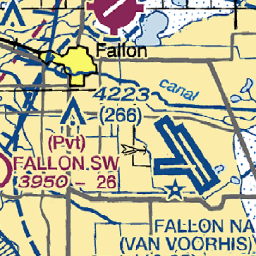 Fallon
canal
4223
(266)
(Pvt)
FALLON SW
3950 - 26
FALLON NA
(VAN VOORHIS)